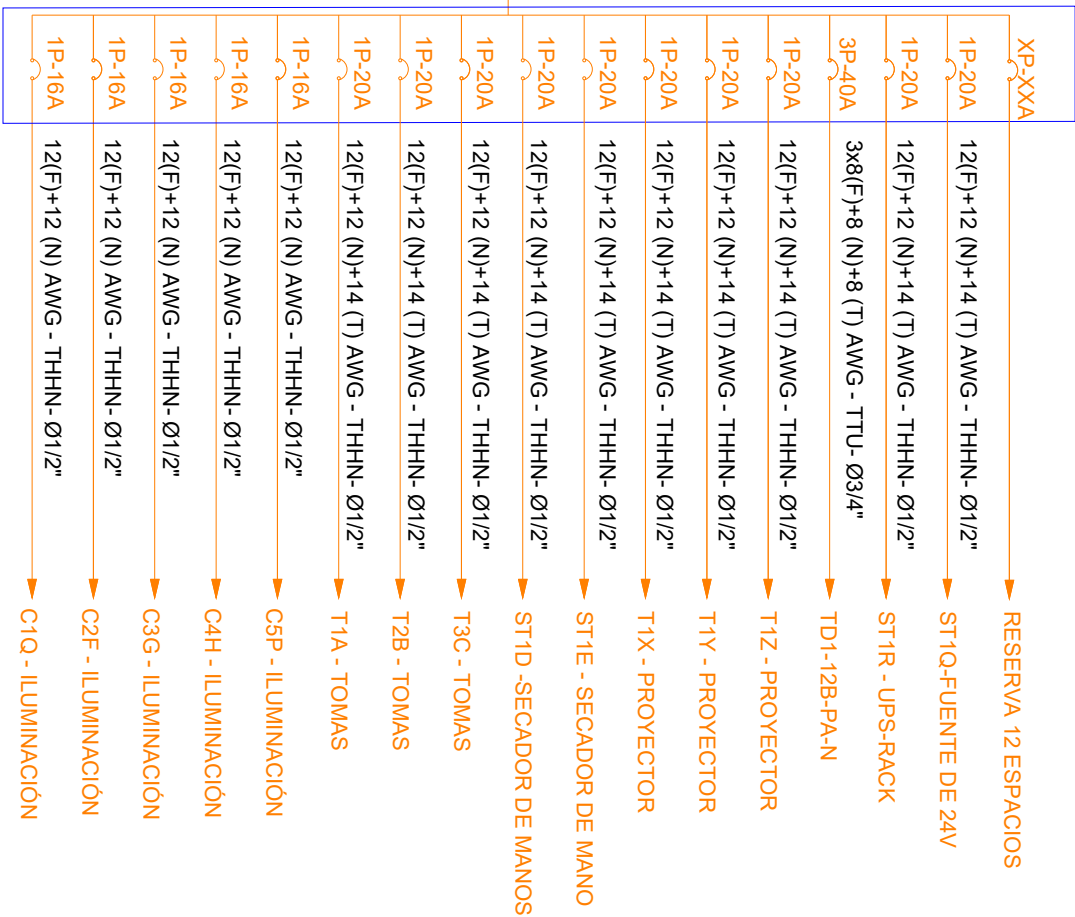 XP-XXA RESERVA 12 ESPACIOS
1P-20A 12(F)+12 (N)+14 (T) AWG - THHN- Ø1/2" ST1Q-FUENTE DE 24V
1P-20A 12(F)+12 (N)+14 (T) AWG - THHN- Ø1/2" ST1R - UPS-RACK
3P-40A 3x8(F)+8 (N)+8 (T) AWG - TTU- Ø3/4" TD1-12B-PA-N
1P-20A 12(F)+12 (N)+14 (T) AWG - THHN- Ø1/2" T1Z - PROYECTOR
1P-20A 12(F)+12 (N)+14 (T) AWG - THHN- Ø1/2" T1Y - PROYECTOR
1P-20A 12(F)+12 (N)+14 (T) AWG - THHN- Ø1/2" T1X - PROYECTOR
1P-20A 12(F)+12 (N)+14 (T) AWG - THHN- Ø1/2" ST1E - SECADOR DE MANO
1P-20A 12(F)+12 (N)+14 (T) AWG - THHN- Ø1/2" ST1D -SECADOR DE MANOS
1P-20A 12(F)+12 (N)+14 (T) AWG - THHN- Ø1/2" T3C - TOMAS
1P-20A 12(F)+12 (N)+14 (T) AWG - THHN- Ø1/2" T2B - TOMAS
1P-20A 12(F)+12 (N)+14 (T) AWG - THHN- Ø1/2" T1A - TOMAS
1P-16A 12(F)+12 (N) AWG - THHN- Ø1/2" C5P - ILUMINACIÓN
1P-16A 12(F)+12 (N) AWG - THHN- Ø1/2" C4H - ILUMINACIÓN
1P-16A 12(F)+12 (N) AWG - THHN- Ø1/2" C3G - ILUMINACIÓN
1P-16A 12(F)+12 (N) AWG - THHN- Ø1/2" C2F - ILUMINACIÓN
1P-16A 12(F)+12 (N) AWG - THHN- Ø1/2" C1Q - ILUMINACIÓN